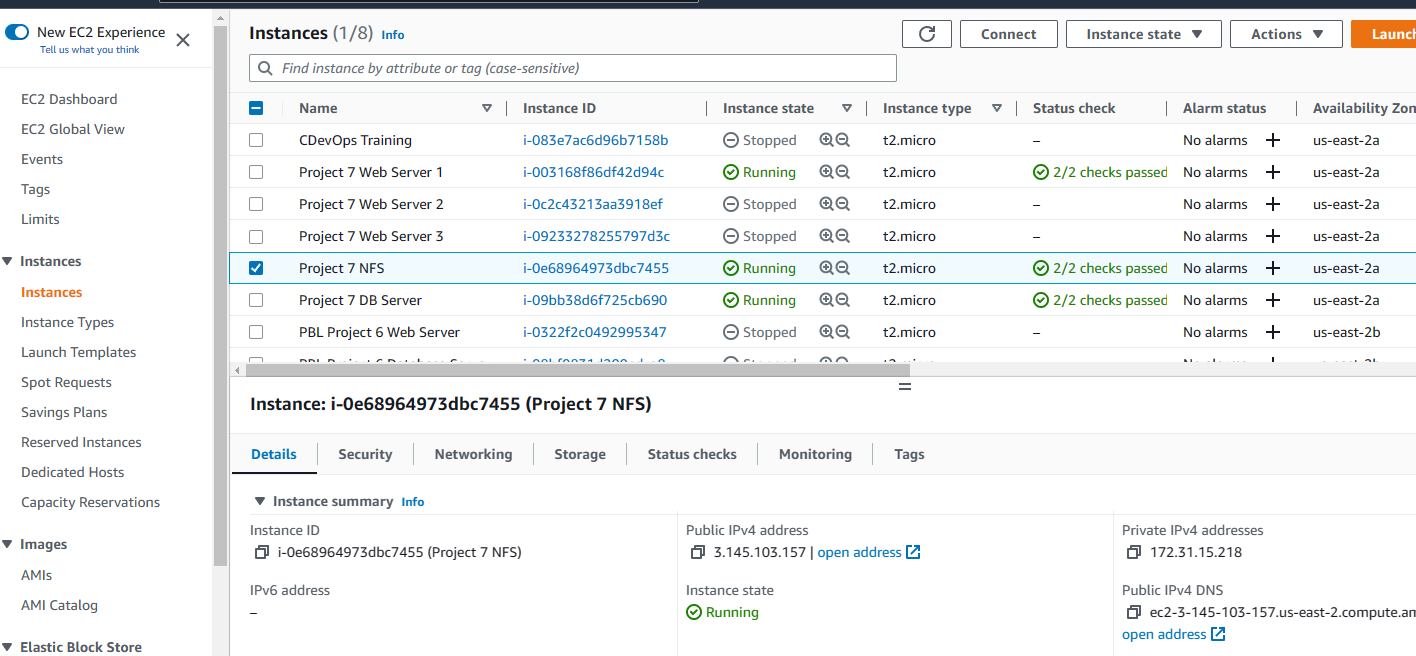 New EC2 Experience
Tell us what you think
EC2 Dashboard
EC2 Global View
Events
Tags
Limits
Instances
Instances
Instance Types
Launch Templates
Spot Requests
Savings Plans
Reserved Instances
Dedicated Hosts
Capacity Reservations
Images
AMIs
AMI Catalog
Elastic Block Store
Instances (1/8) Info
Connect
Instance state
Actions
Launch
Find instance by attribute or tag (case-sensitive)
Name Instance ID Instance state Instance type Status check Alarm status Availability Zon
CDevOps Training i-083e7ac6d96b7158b Stopped t2.micro – No alarms us-east-2a
Project 7 Web Server 1 i-003168f86df42d94c Running t2.micro 2/2 checks passed No alarms us-east-2a
Project 7 Web Server 2 i-0c2c43213aa3918ef Stopped t2.micro – No alarms us-east-2a
Project 7 Web Server 3 i-09233278255797d3c Stopped t2.micro – No alarms us-east-2a
Project 7 NFS i-0e68964973dbc7455 Running t2.micro 2/2 checks passed No alarms us-east-2a
Project 7 DB Server i-09bb38d6f725cb690 Running t2.micro 2/2 checks passed No alarms us-east-2a
PBL Project 6 Web Server i-0322f2c0492995347 Stopped t2.micro – No alarms us-east-2b
Instance: i-0e68964973dbc7455 (Project 7 NFS)
Details Security Networking Storage Status checks Monitoring Tags
Instance summary Info
Instance ID
i-0e68964973dbc7455 (Project 7 NFS)
IPv6 address
–
Public IPv4 address
3.145.103.157 | open address
Instance state
Running
Private IPv4 addresses
172.31.15.218
Public IPv4 DNS
ec2-3-145-103-157.us-east-2.compute.am
open address